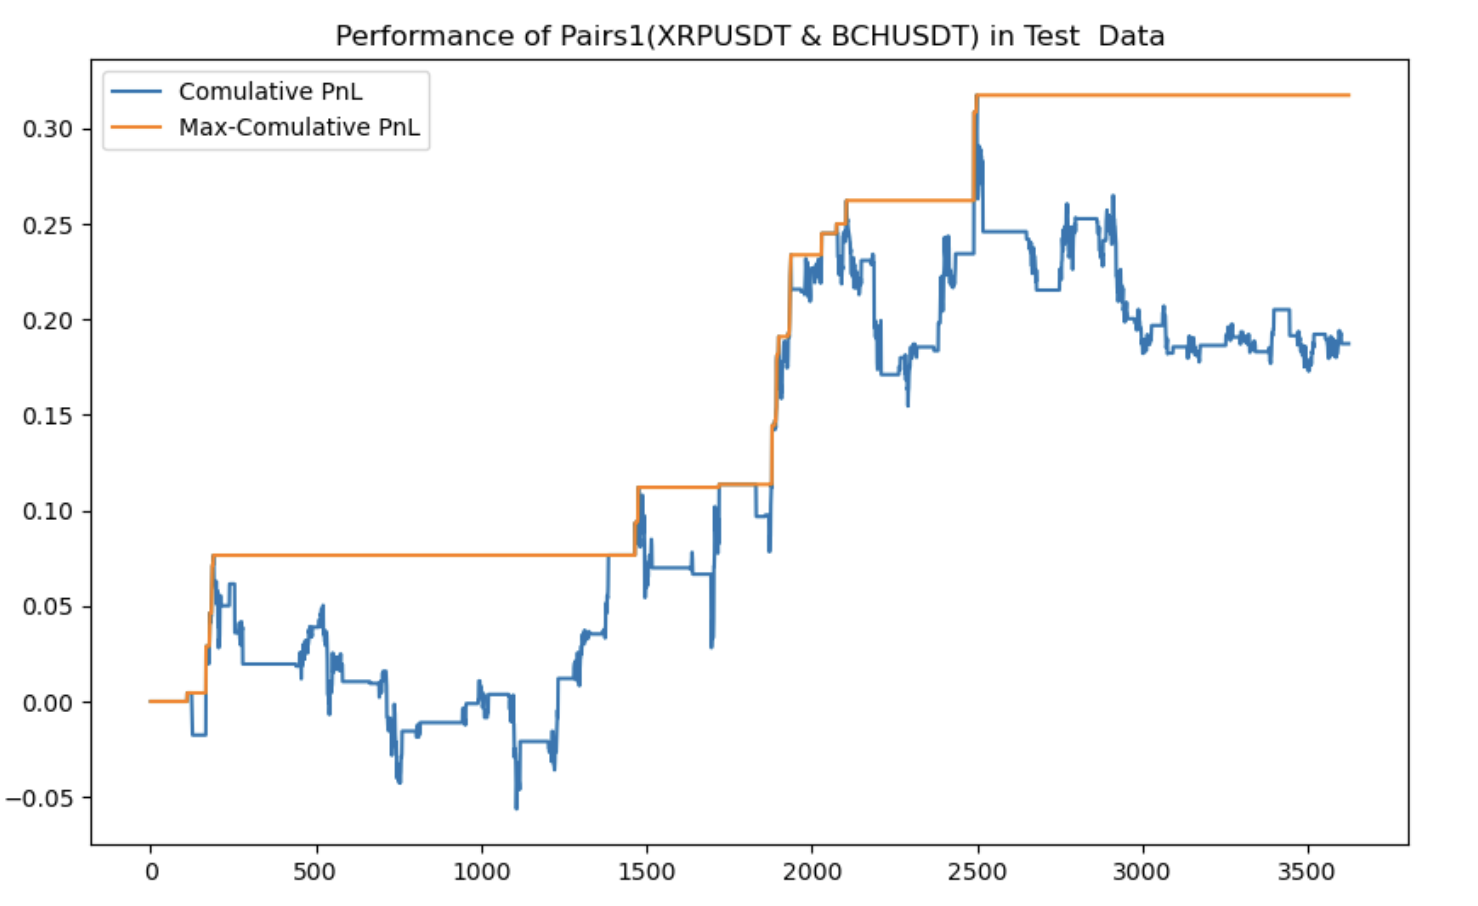 Performance of Pairs1(XRPUSDT & BCHUSDT) in Test  Data
Comulative PnL
Max-Comulative PnL
0.30
0.25
0.20
0.15
0.10
0.05
0.00
−0.05
0 500 1000 1500 2000 2500 3000 3500